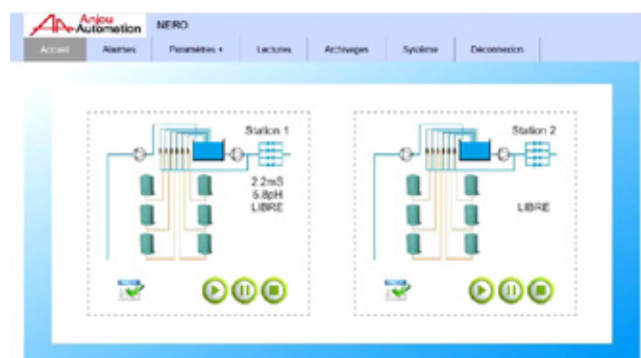 Anjou
Automation
NEIRO
Accueil Alarmes Paramètres Lectures Archivages Système Déconnexion
Station 1
2.2mS
5.8pH
LIBRE
Station 2
LIBRE